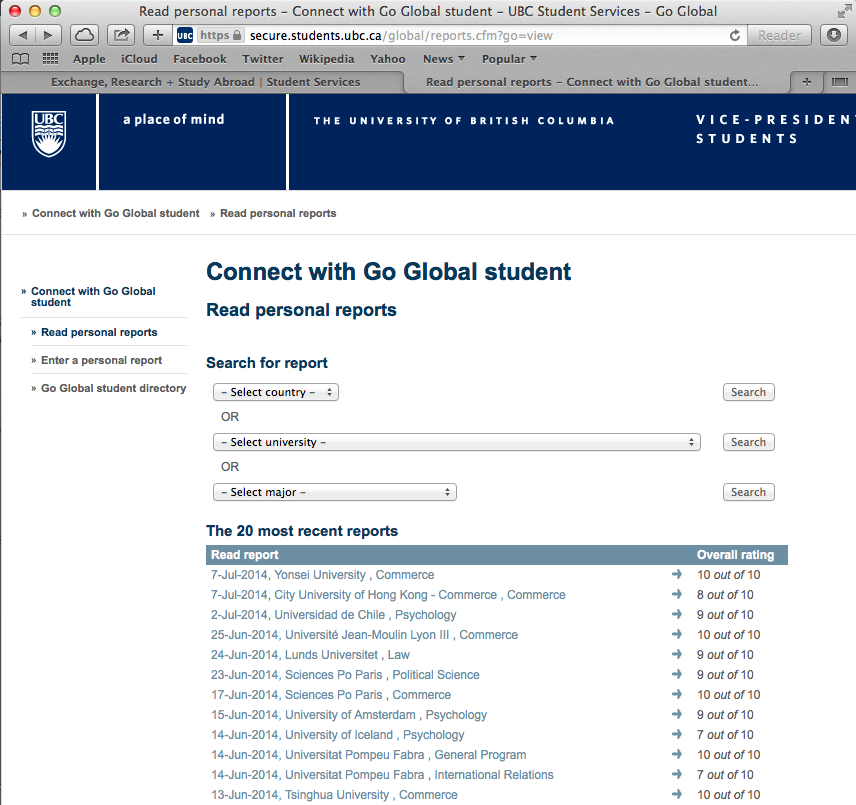 Read personal reports – Connect with Go Global student – UBC Student Services – Go Global
UBC https secure.students.ubc.ca/global/reports.cfm?go=view Reader
Apple iCloud Facebook Twitter Wikipedia Yahoo News Popular
Exchange, Research + Study Abroad | Student Services Read personal reports – Connect with Go Global student... +
UBC a place of mind THE UNIVERSITY OF BRITISH COLUMBIA VICE-PRESIDENT
STUDENTS
» Connect with Go Global student » Read personal reports
Connect with Go Global student
Read personal reports
» Connect with Go Global
student
» Read personal reports
» Enter a personal report
» Go Global student directory
Search for report
– Select country – Search
OR
– Select university – Search
OR
– Select major – Search
The 20 most recent reports
Read report Overall rating
7-Jul-2014, Yonsei University , Commerce 10 out of 10
7-Jul-2014, City University of Hong Kong - Commerce , Commerce 8 out of 10
2-Jul-2014, Universidad de Chile , Psychology 9 out of 10
25-Jun-2014, Université Jean-Moulin Lyon III , Commerce 10 out of 10
24-Jun-2014, Lunds Universitet , Law 9 out of 10
23-Jun-2014, Sciences Po Paris , Political Science 9 out of 10
17-Jun-2014, Sciences Po Paris , Commerce 10 out of 10
15-Jun-2014, University of Amsterdam , Psychology 9 out of 10
14-Jun-2014, University of Iceland , Psychology 7 out of 10
14-Jun-2014, Universitat Pompeu Fabra , General Program 10 out of 10
14-Jun-2014, Universitat Pompeu Fabra , International Relations 7 out of 10
13-Jun-2014, Tsinghua University , Commerce 10 out of 10